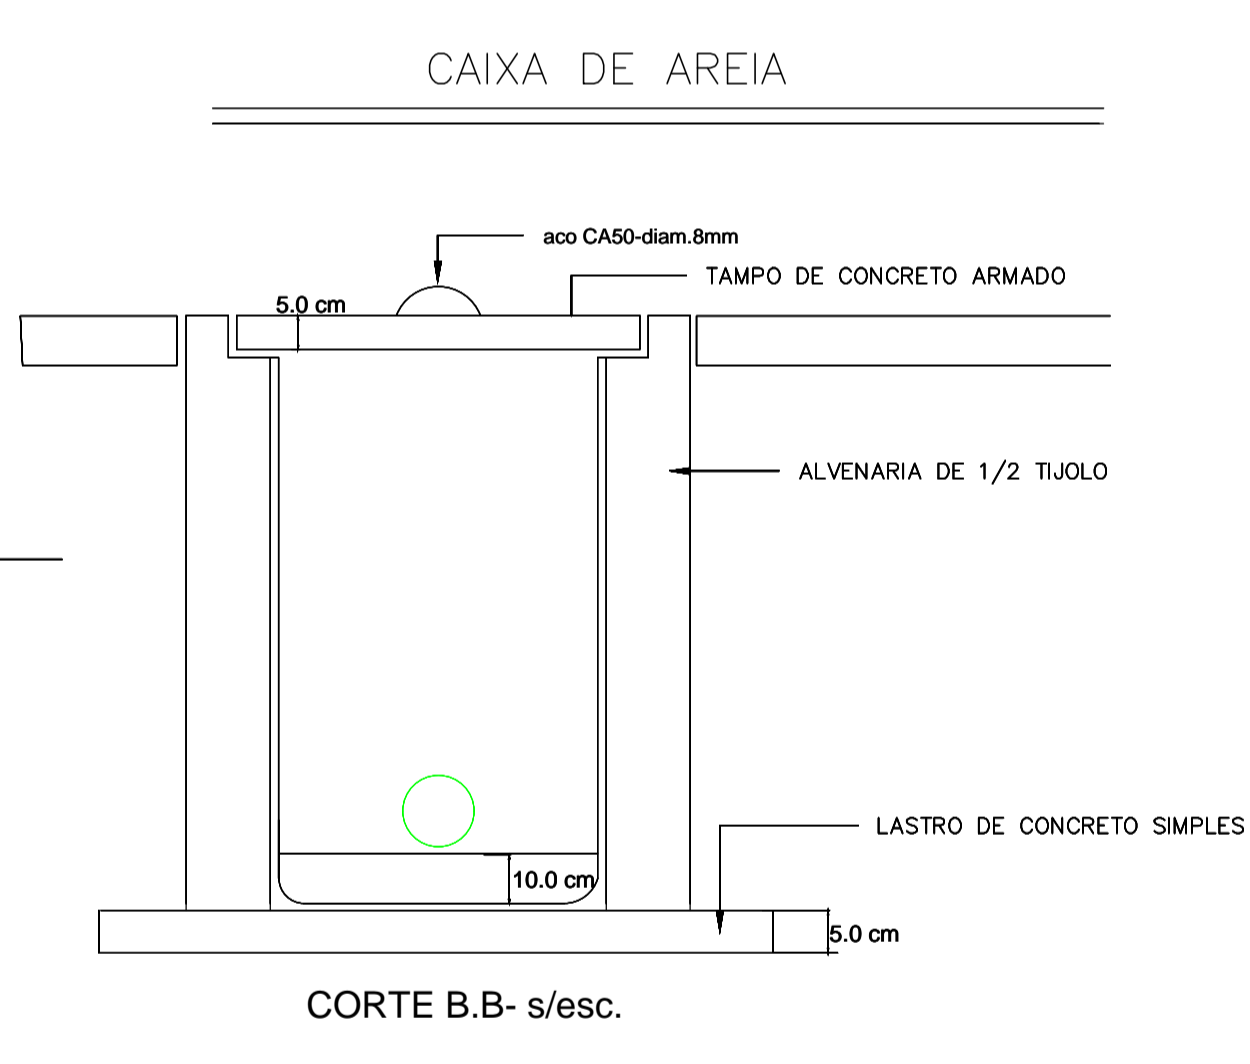 CAIXA DE AREIA
aco CA50-diam.8mm
TAMPO DE CONCRETO ARMADO
5.0 cm
ALVENARIA DE 1/2 TIJOLO
LASTRO DE CONCRETO SIMPLES
10.0 cm
5.0 cm
CORTE B.B- s/esc.